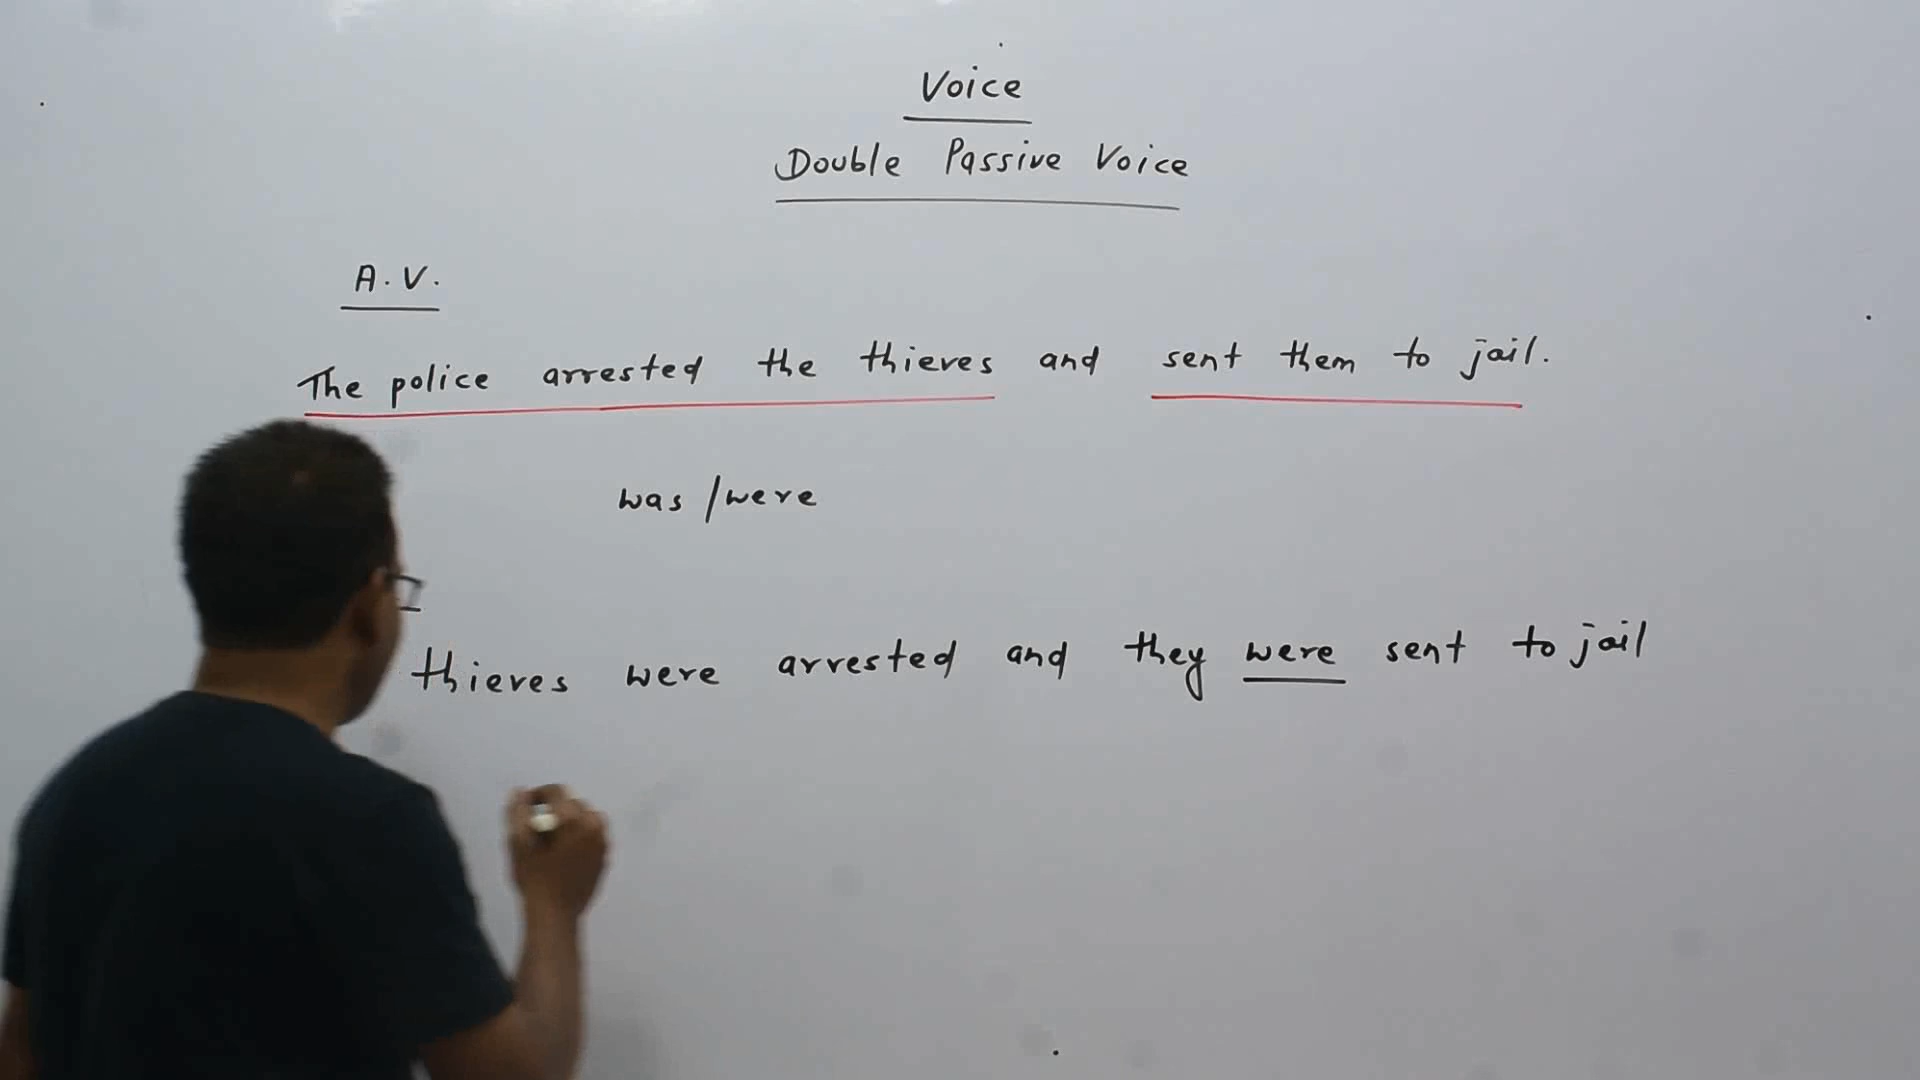 Voice
Double Passive Voice
A.V.
The police arrested the thieves and sent them to jail.
was/were
thieves were arrested and they were sent to jail